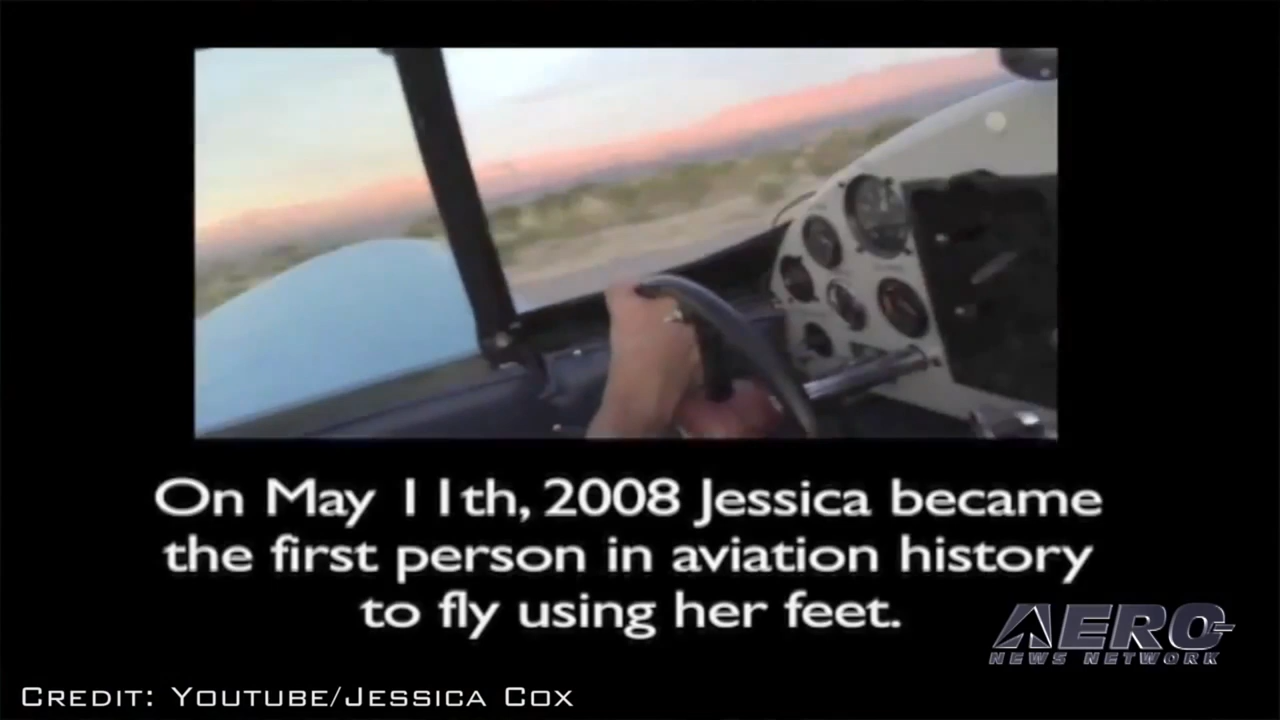 On May 11th, 2008 Jessica became
the first person in aviation history
to fly using her feet.
AERO
NEWS NETWORK
CREDIT: YOUTUBE/JESSICA COX